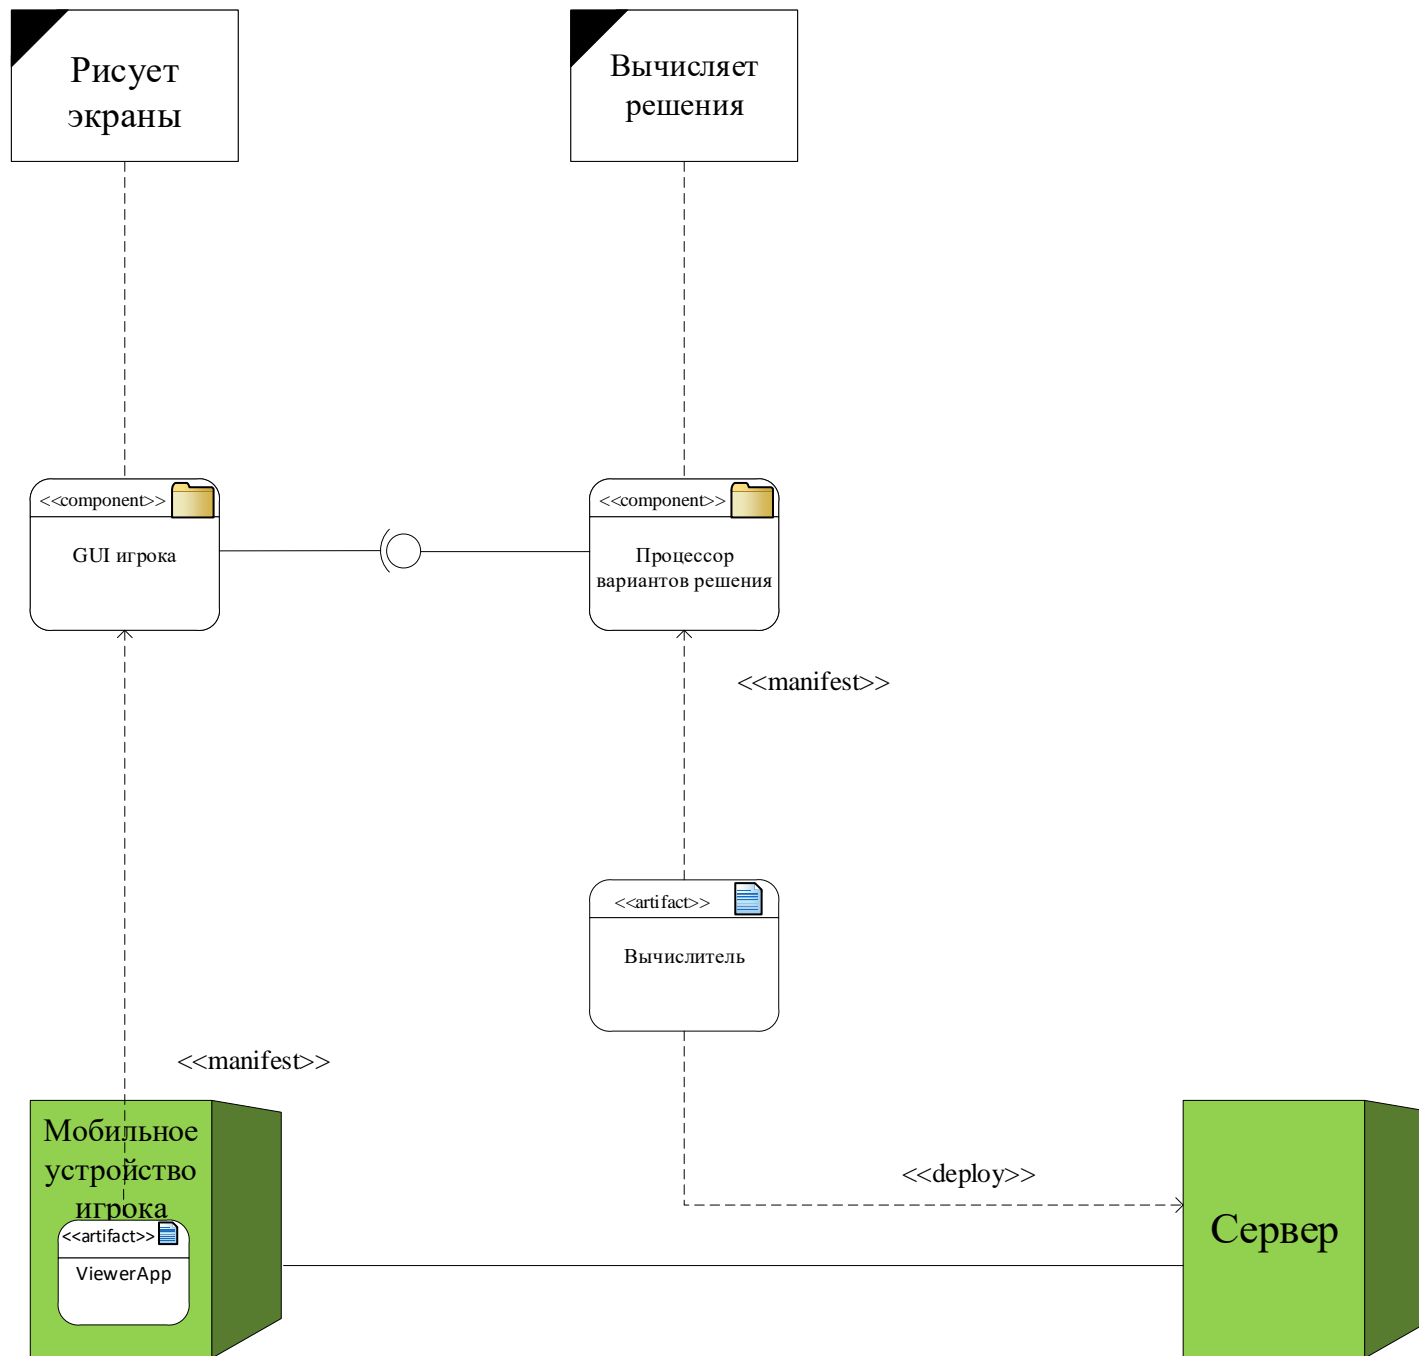 Рисует
экраны
Вычисляет
решения
<<component>>
GUI игрока
<<component>>
Процессор
вариантов решения
<<manifest>>
<<artifact>>
Вычислитель
<<manifest>>
Мобильное
устройство
игрока
<<artifact>>
ViewerApp
<<deploy>>
Сервер